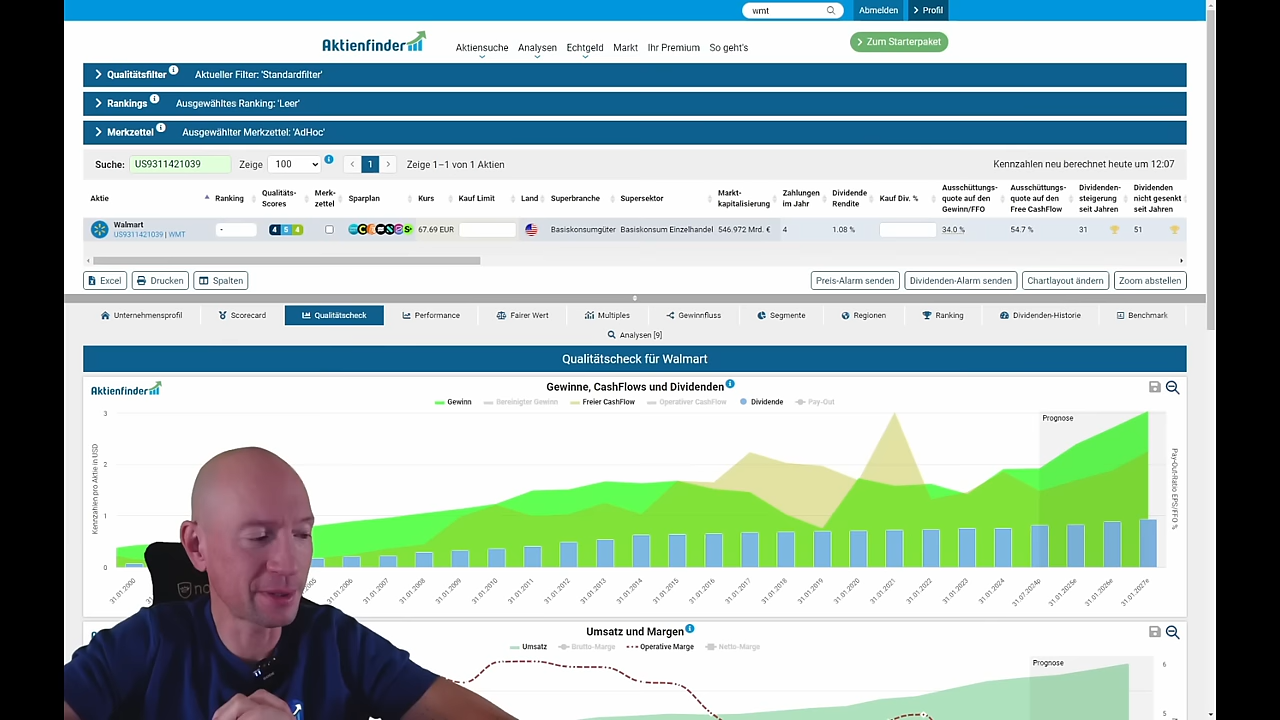 wmt
Abmelden
Profil
Aktienfinder
Aktiensuche Analysen Echtgeld Markt Ihr Premium So geht's
Zum Starterpaket
Qualitätsfilter Aktueller Filter: 'Standardfilter'
Rankings Ausgewähltes Ranking: 'Leer'
Merkzettel Ausgewählter Merkzettel: 'AdHoc'
Suche: US9311421039 Zeige 100 1 Zeige 1–1 von 1 Aktien Kennzahlen neu berechnet heute um 12:07
Aktie Ranking Qualitäts-Scores Merk-zettel Sparplan Kurs Kauf Limit Land Superbranche Supersektor Markt-kapitalisierung Zahlungen im Jahr Dividende Rendite Kauf Div. % Ausschüttungs-quote auf den Gewinn/FFO Ausschüttungs-quote auf den Free CashFlow Dividenden-steigerung seit Jahren Dividenden nicht gesenkt seit Jahren
Walmart
US9311421039 | WMT
- 4 5 4 67.69 EUR Basiskonsumgüter Basiskonsum Einzelhandel 546.972 Mrd. € 4 1.08 % 34.0 % 54.7 % 31 51
Excel Drucken Spalten Preis-Alarm senden Dividenden-Alarm senden Chartlayout ändern Zoom abstellen
Unternehmensprofil Scorecard Qualitätscheck Performance Fairer Wert Multiples Gewinnfluss Segmente Regionen Ranking Dividenden-Historie Benchmark
Analysen [9]
Qualitätscheck für Walmart
Aktienfinder
Gewinne, CashFlows und Dividenden
Gewinn Bereinigter Gewinn Freier CashFlow Operativer CashFlow Dividende Pay-Out
Kennzahlen pro Aktie in USD
3
2
1
0
Prognose
Pay-Out-Ratio EPS/FFO %
31.01.2000 31.01.2006 31.01.2007 31.01.2008 31.01.2009 31.01.2010 31.01.2011 31.01.2012 31.01.2013 31.01.2014 31.01.2015 31.01.2016 31.01.2017 31.01.2018 31.01.2019 31.01.2020 31.01.2021 31.01.2022 31.01.2023 31.01.2024 31.07.2024p 31.01.2025e 31.01.2026e 31.01.2027e
Umsatz und Margen
Umsatz Brutto-Marge Operative Marge Netto-Marge
Prognose
6
5